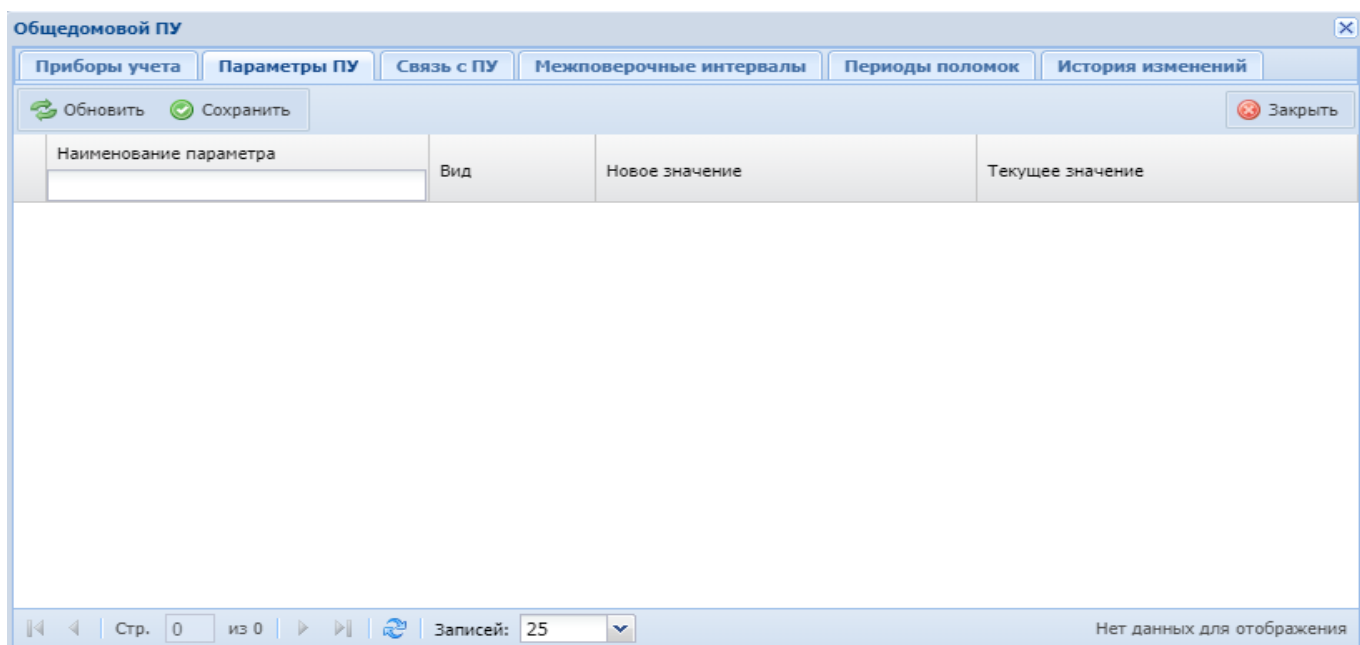 Общедомовой ПУ
Приборы учета Параметры ПУ Связь с ПУ Межповерочные интервалы Периоды поломок История изменений
Обновить Сохранить Закрыть
Наименование параметра Вид Новое значение Текущее значение
Стр. 0 из 0 Записей: 25 Нет данных для отображения